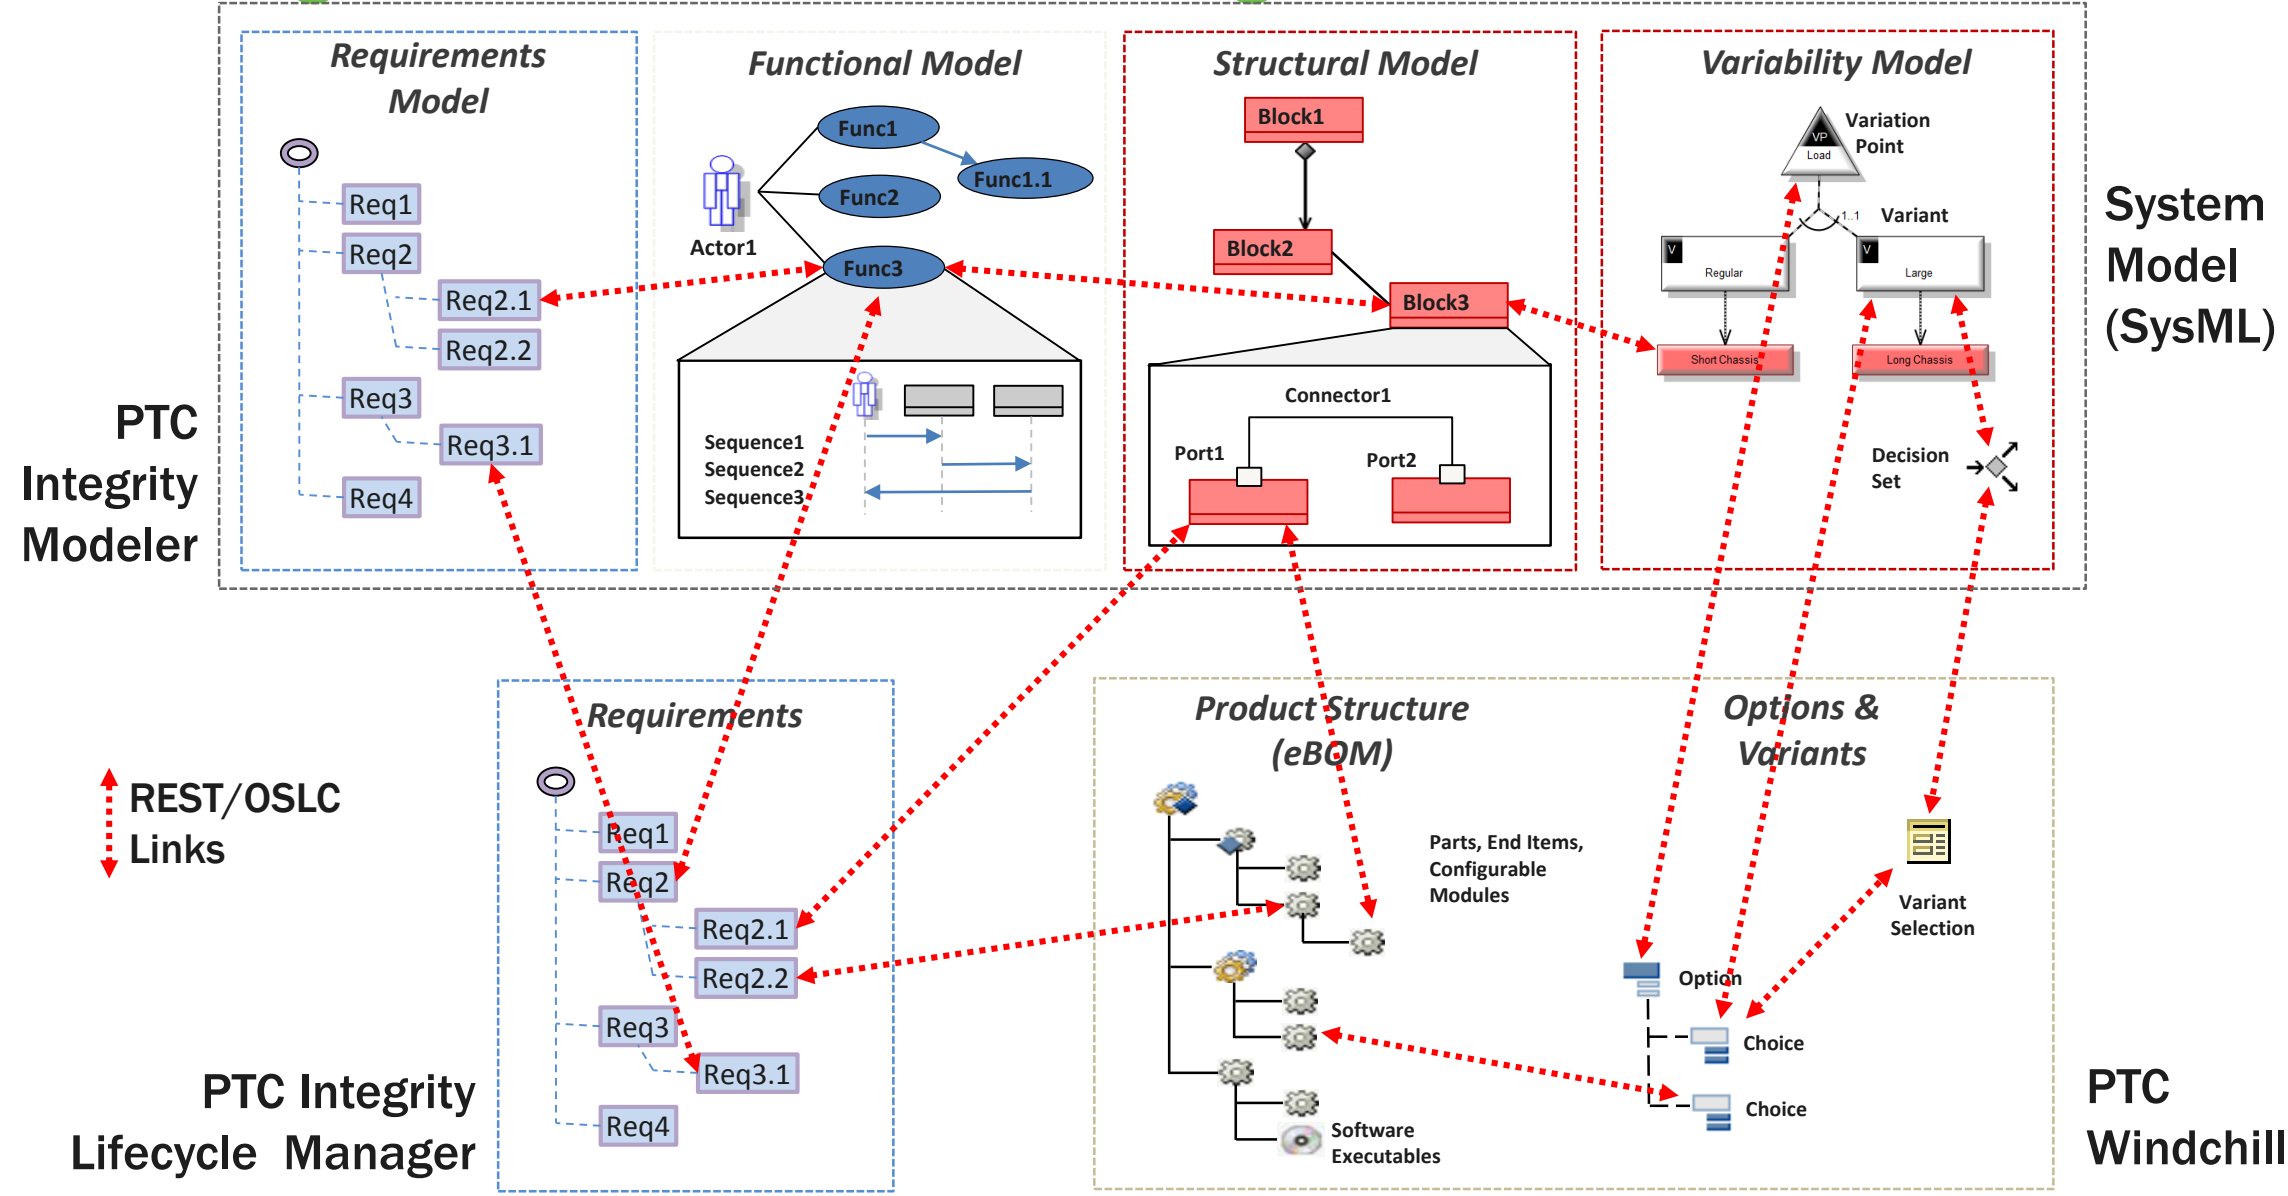 Requirements
Model
Req1
Req2
Req2.1
Req2.2
Req3
Req3.1
Req4
Functional Model
Func1
Func1.1
Func2
Func3
Actor1
Sequence1
Sequence2
Sequence3
Structural Model
Block1
Block2
Block3
Connector1
Port1
Port2
Variability Model
VP
Load
Variation
Point
1..1
Variant
V
Regular
V
Large
Short Chassis
Long Chassis
Decision
Set
System
Model
(SysML)
PTC
Integrity
Modeler
REST/OSLC
Links
Requirements
Req1
Req2
Req2.1
Req2.2
Req3
Req3.1
Req4
PTC Integrity
Lifecycle Manager
Product Structure
(eBOM)
Parts, End Items,
Configurable
Modules
Software
Executables
Options &
Variants
Variant
Selection
Option
Choice
Choice
PTC
Windchill